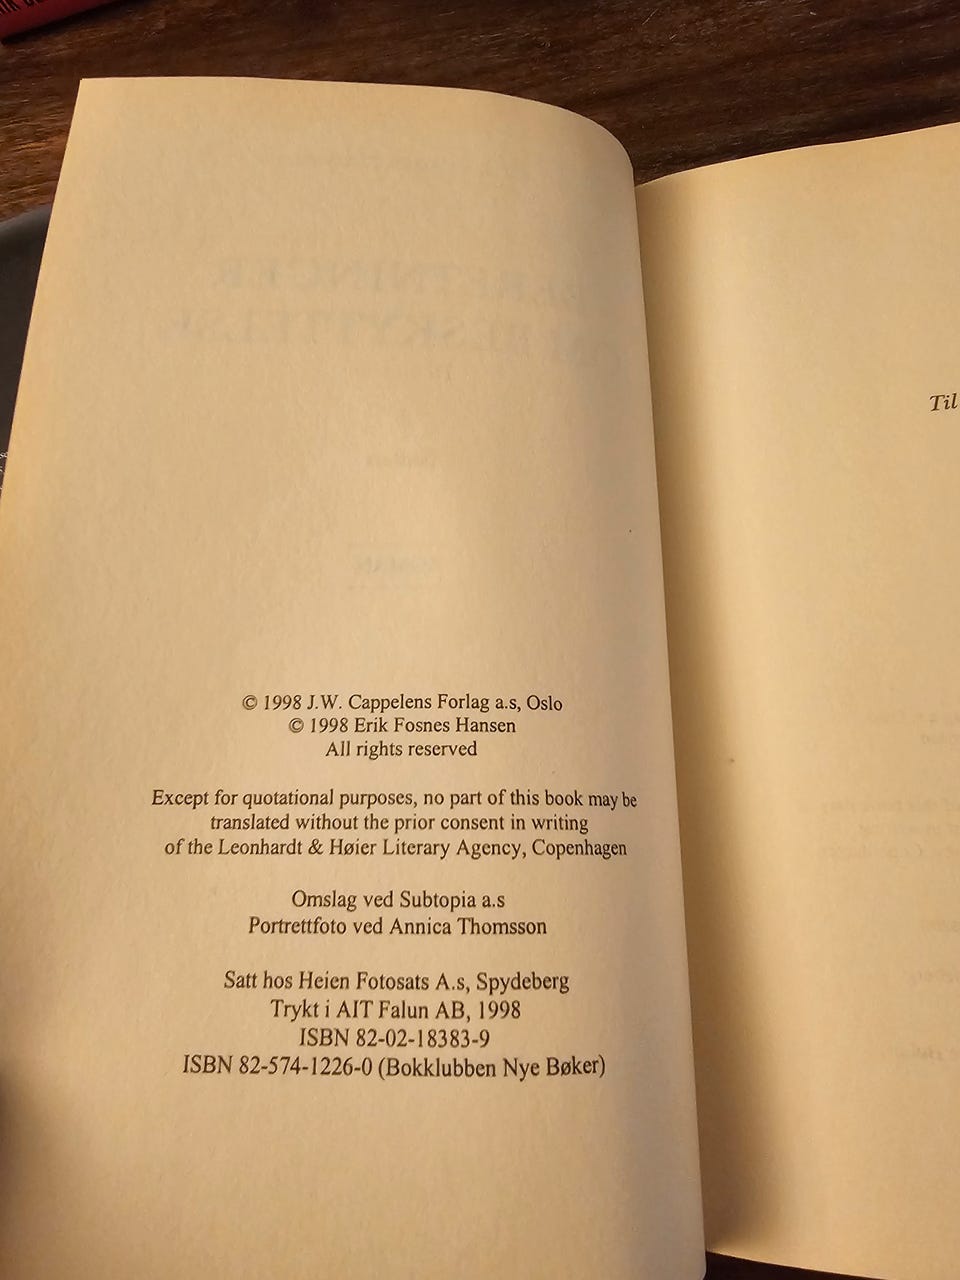 © 1998 J.W. Cappelens Forlag a.s, Oslo
© 1998 Erik Fosnes Hansen
All rights reserved
Except for quotational purposes, no part of this book may be
translated without the prior consent in writing
of the Leonhardt & Høier Literary Agency, Copenhagen
Omslag ved Subtopia a.s
Portrettfoto ved Annica Thomsson
Satt hos Heien Fotosats A.s, Spydeberg
Trykt i AIT Falun AB, 1998
ISBN 82-02-18383-9
ISBN 82-574-1226-0 (Bokklubben Nye Bøker)
Til